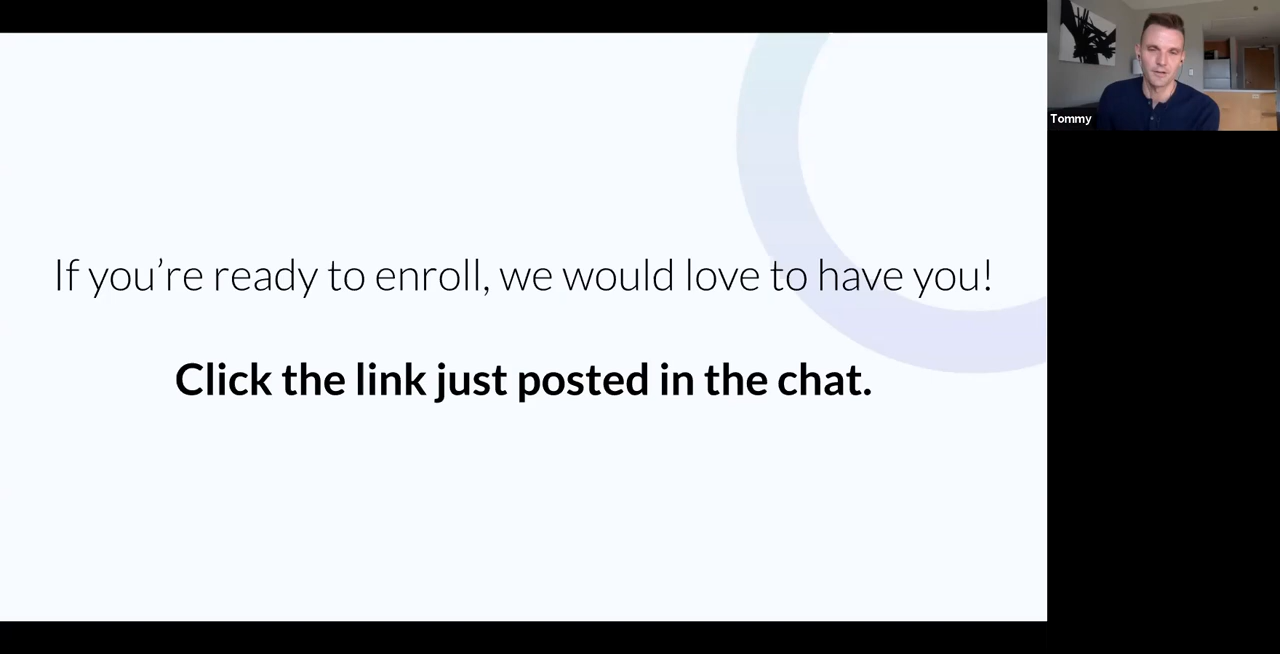 If you’re ready to enroll, we would love to have you!
Click the link just posted in the chat.
Tommy